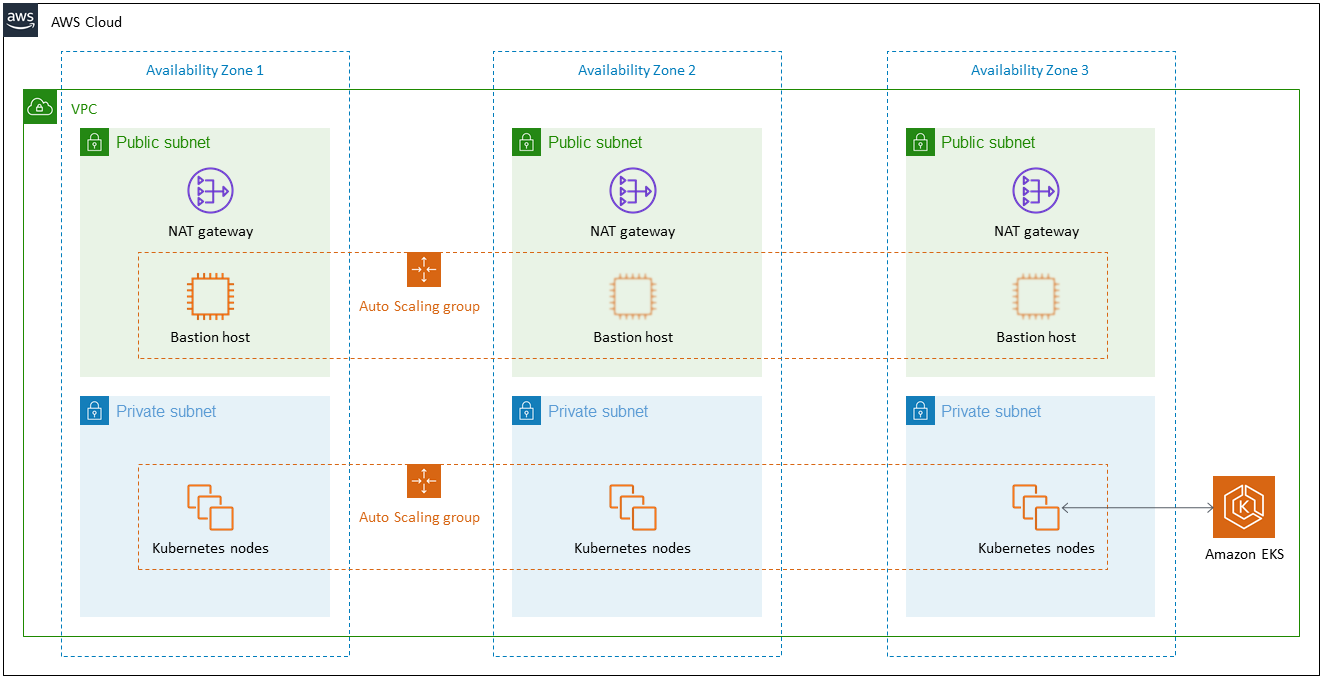 aws
AWS Cloud
Availability Zone 1
Availability Zone 2
Availability Zone 3
VPC
Public subnet
Public subnet
Public subnet
NAT gateway
NAT gateway
NAT gateway
Auto Scaling group
Bastion host
Bastion host
Bastion host
Private subnet
Private subnet
Private subnet
Auto Scaling group
Kubernetes nodes
Kubernetes nodes
Kubernetes nodes
K
Amazon EKS